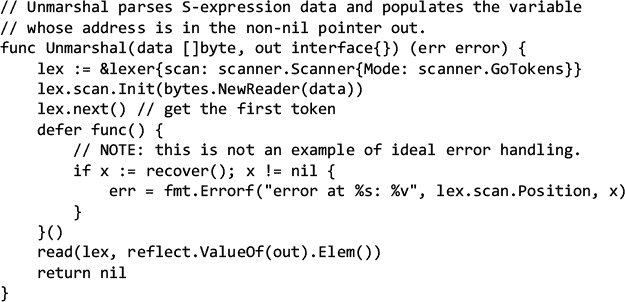 // Unmarshal parses S-expression data and populates the variable
// whose address is in the non-nil pointer out.
func Unmarshal(data []byte, out interface{}) (err error) {
    lex := &lexer{scan: scanner.Scanner{Mode: scanner.GoTokens}}
    lex.scan.Init(bytes.NewReader(data))
    lex.next() // get the first token
    defer func() {
        // NOTE: this is not an example of ideal error handling.
        if x := recover(); x != nil {
            err = fmt.Errorf("error at %s: %v", lex.scan.Position, x)
        }
    }()
    read(lex, reflect.ValueOf(out).Elem())
    return nil
}